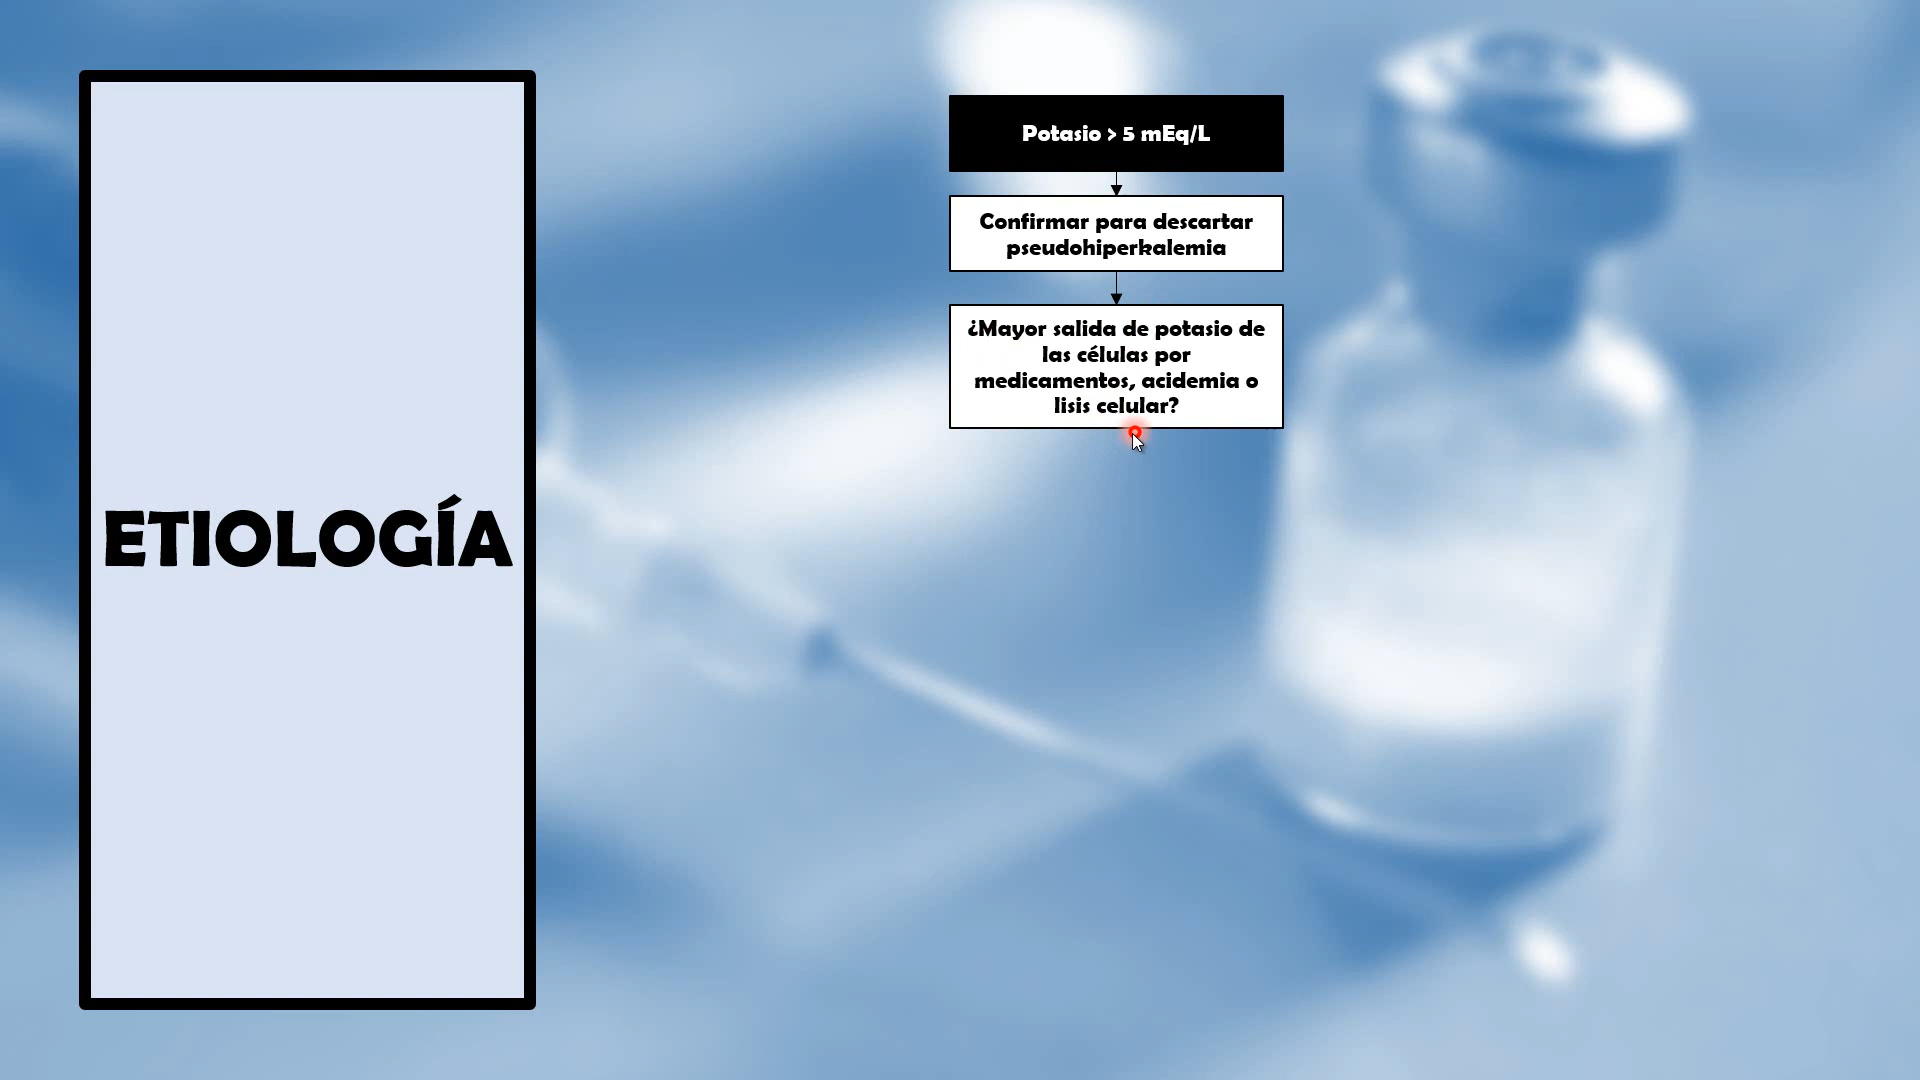 ETIOLOGÍA
Potasio > 5 mEq/L
Confirmar para descartar
pseudohiperkalemia
¿Mayor salida de potasio de
las células por
medicamentos, acidemia o
lisis celular?